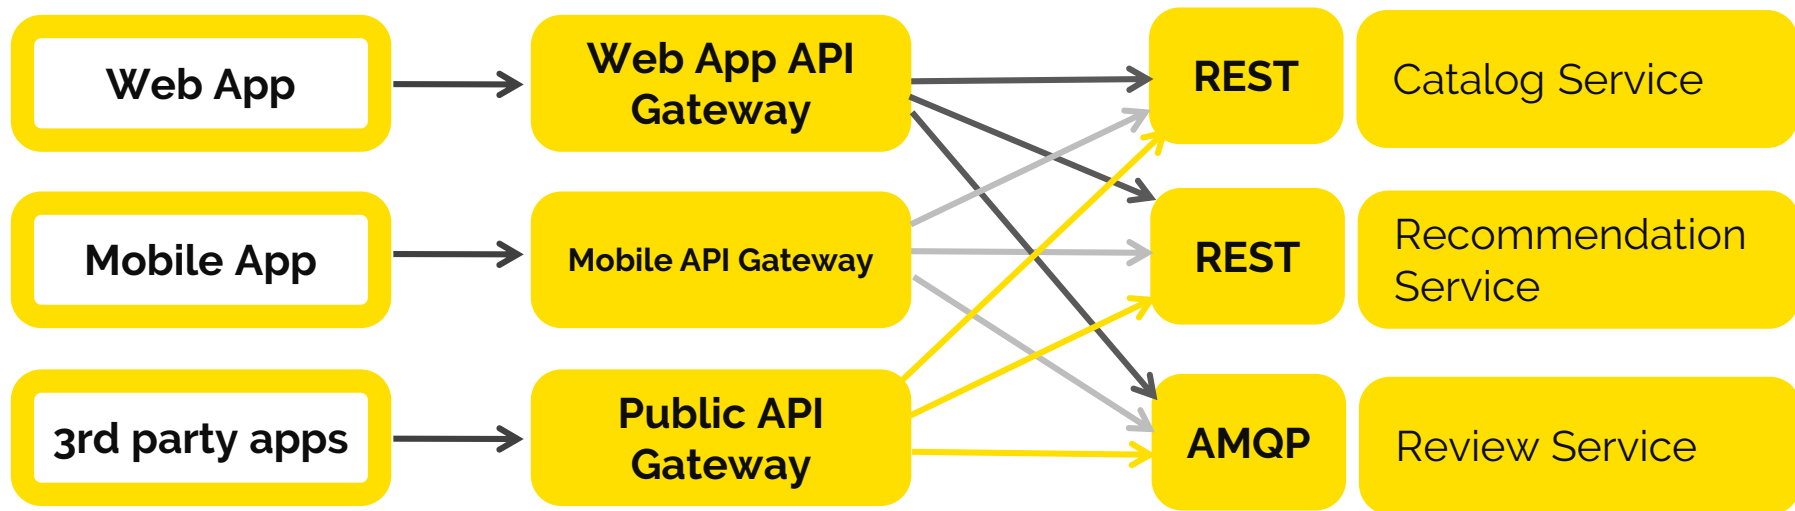 Web App
Web App API
Gateway
REST
Catalog Service
Mobile App
Mobile API Gateway
REST
Recommendation
Service
3rd party apps
Public API
Gateway
AMQP
Review Service